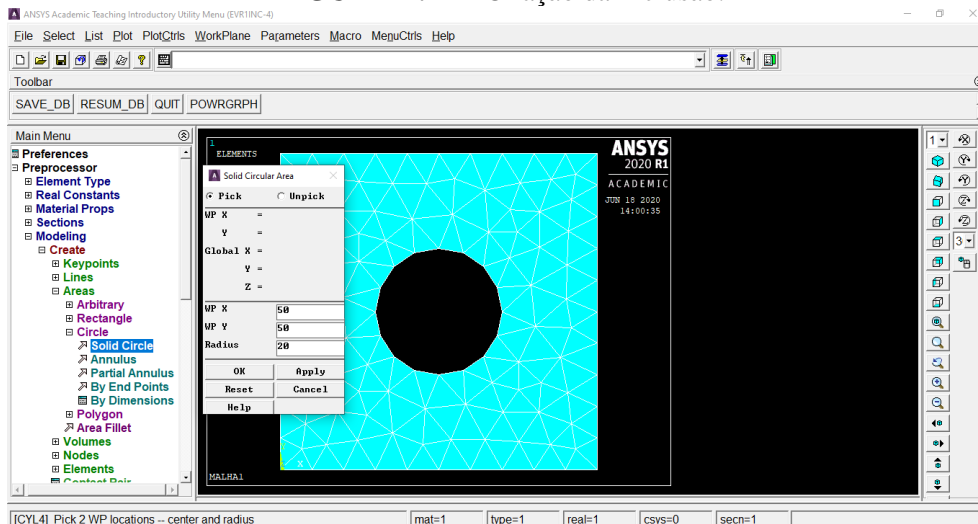 ANSYS Academic Teaching Introductory Utility Menu (EVR1INC-4)
File Select List Plot PlotCtrls WorkPlane Parameters Macro MenuCtrls Help
Toolbar
SAVE_DB RESUM_DB QUIT POWRGRPH
Main Menu
Preferences
Preprocessor
Element Type
Real Constants
Material Props
Sections
Modeling
Create
Keypoints
Lines
Areas
Arbitrary
Rectangle
Circle
Solid Circle
Annulus
Partial Annulus
By End Points
By Dimensions
Polygon
Area Fillet
Volumes
Nodes
Elements
Contact Pair
1
ELEMENTS
Solid Circular Area
Pick Unpick
WP X =
Y =
Global X =
Y =
Z =
WP X 50
WP Y 50
Radius 20
OK Apply
Reset Cancel
Help
X
MALHA1
ANSYS
2020 R1
ACADEMIC
JUN 18 2020
14:00:35
1
3
[CYL4] Pick 2 WP locations -- center and radius mat=1 type=1 real=1 csys=0 secn=1